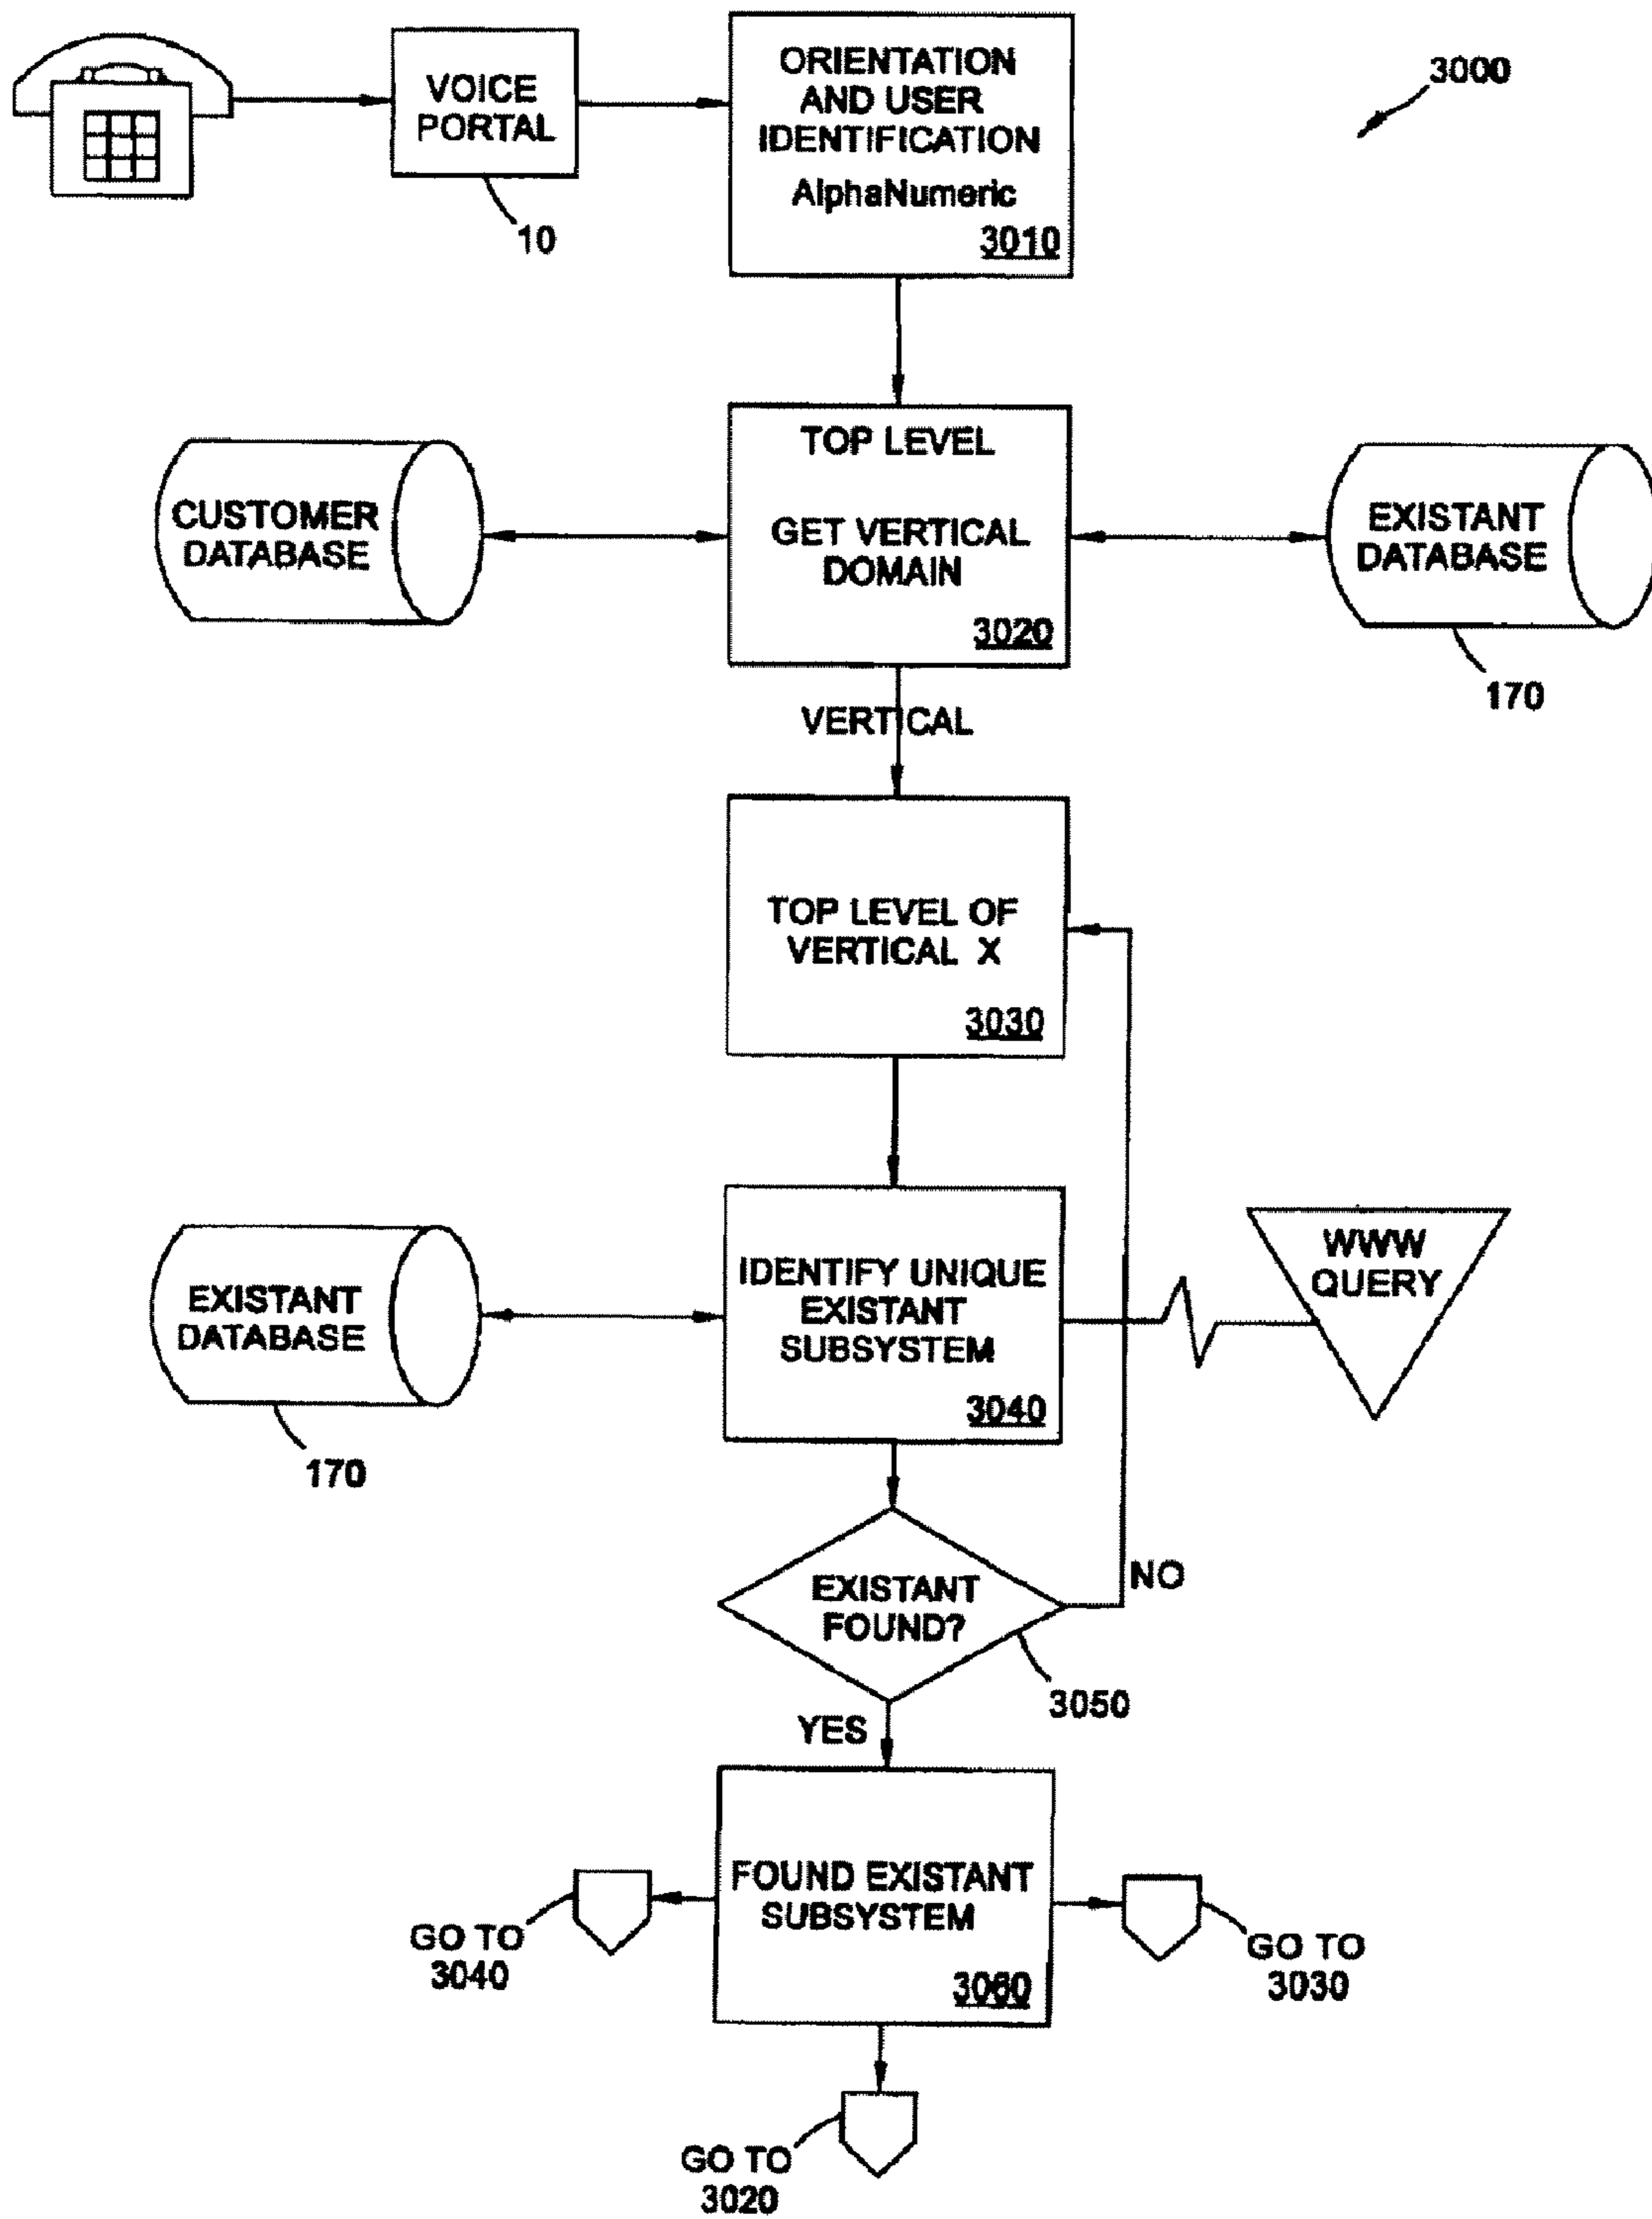 VOICE
PORTAL
10
ORIENTATION
AND USER
IDENTIFICATION
AlphaNumeric
3010
3000
CUSTOMER
DATABASE
TOP LEVEL
GET VERTICAL
DOMAIN
3020
EXISTANT
DATABASE
170
VERTICAL
TOP LEVEL OF
VERTICAL X
3030
EXISTANT
DATABASE
170
IDENTIFY UNIQUE
EXISTANT
SUBSYSTEM
3040
WWW
QUERY
EXISTANT
FOUND?
NO
3050
YES
FOUND EXISTANT
SUBSYSTEM
3060
GO TO
3040
GO TO
3030
GO TO
3020